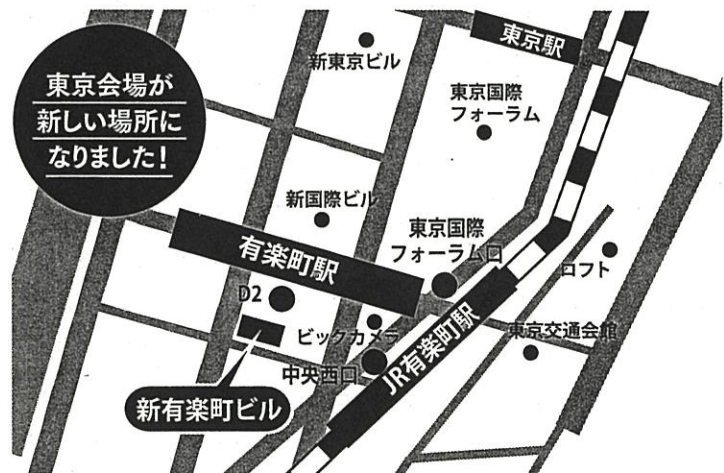 東京会場が
新しい場所に
なりました!
東京駅
新東京ビル
東京国際
フォーラム
新国際ビル
有楽町駅
東京国際
フォーラム口
ロフト
D2
ビックカメラ
JR有楽町駅
東京交通会館
中央西口
新有楽町ビル